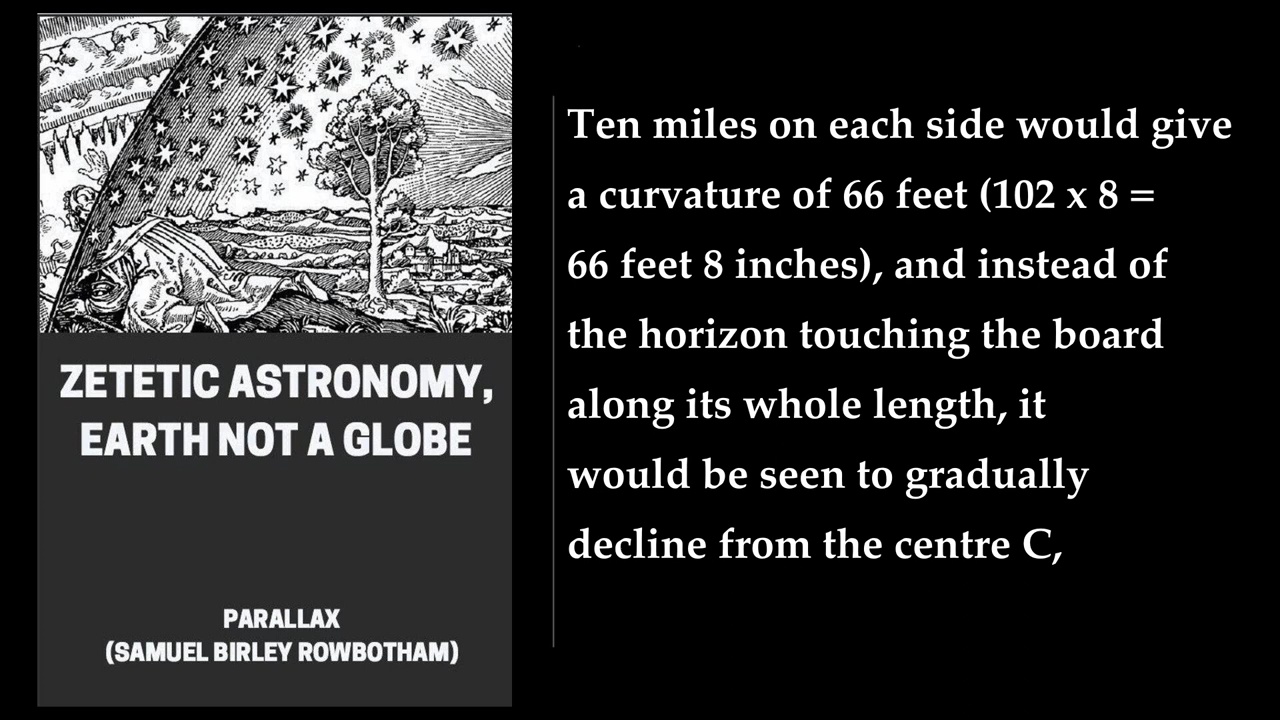 ZETETIC ASTRONOMY,
EARTH NOT A GLOBE
PARALLAX
(SAMUEL BIRLEY ROWBOTHAM)
Ten miles on each side would give
a curvature of 66 feet (102 x 8 =
66 feet 8 inches), and instead of
the horizon touching the board
along its whole length, it
would be seen to gradually
decline from the centre C,